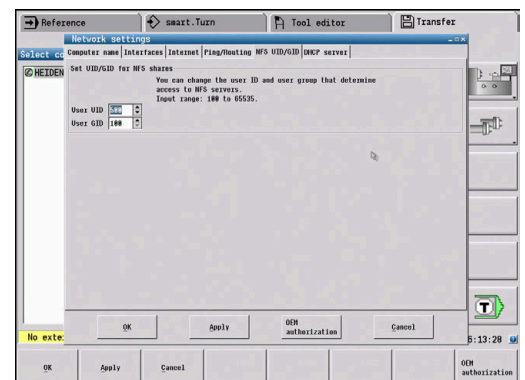 Reference
smart.Turn
Tool editor
Transfer
Network settings
Select co
Computer name Interfaces Internet Ping/Routing NFS UID/GID DHCP server
HEIDEN
Set UID/GID for NFS shares
You can change the user ID and user group that determine
access to NFS servers.
Input range: 100 to 65535.
User UID 500
User GID 100
T
OK
Apply
OEM
authorization
Cancel
No exte
6:13:28
OK
Apply
Cancel
OEM
authorization